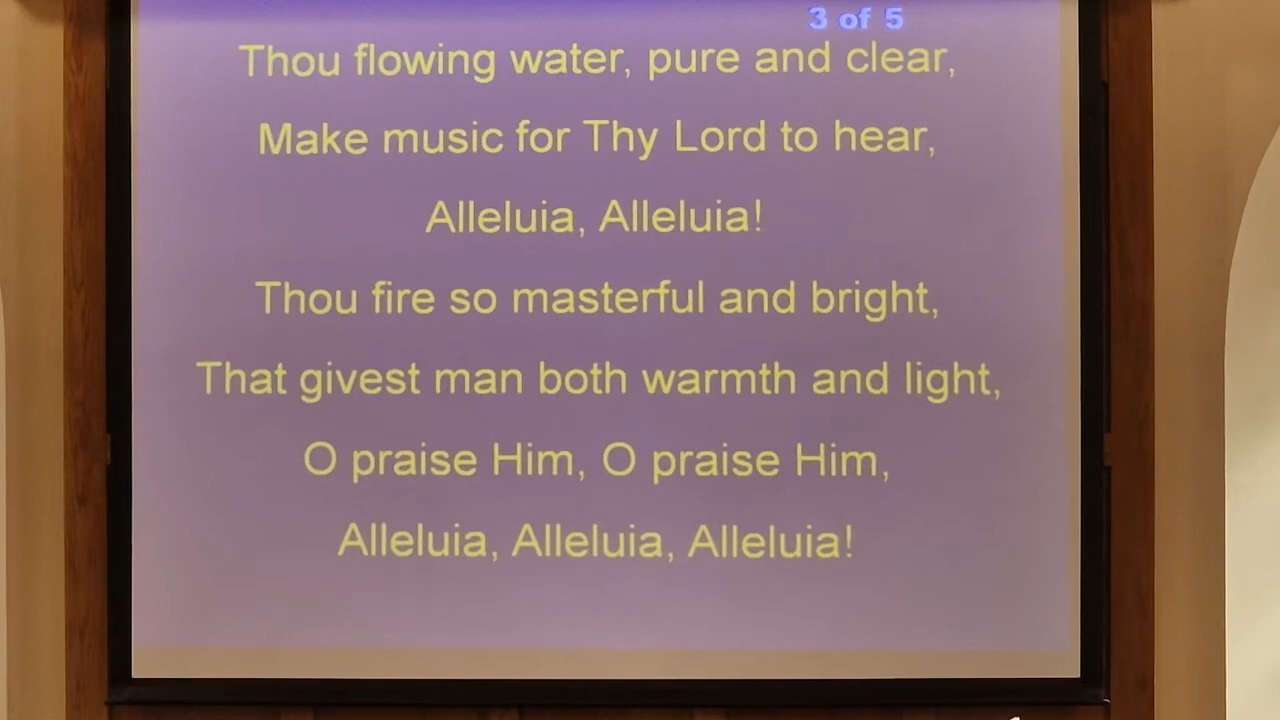 3 of 5
Thou flowing water, pure and clear,
Make music for Thy Lord to hear,
Alleluia, Alleluia!
Thou fire so masterful and bright,
That givest man both warmth and light,
O praise Him, O praise Him,
Alleluia, Alleluia, Alleluia!